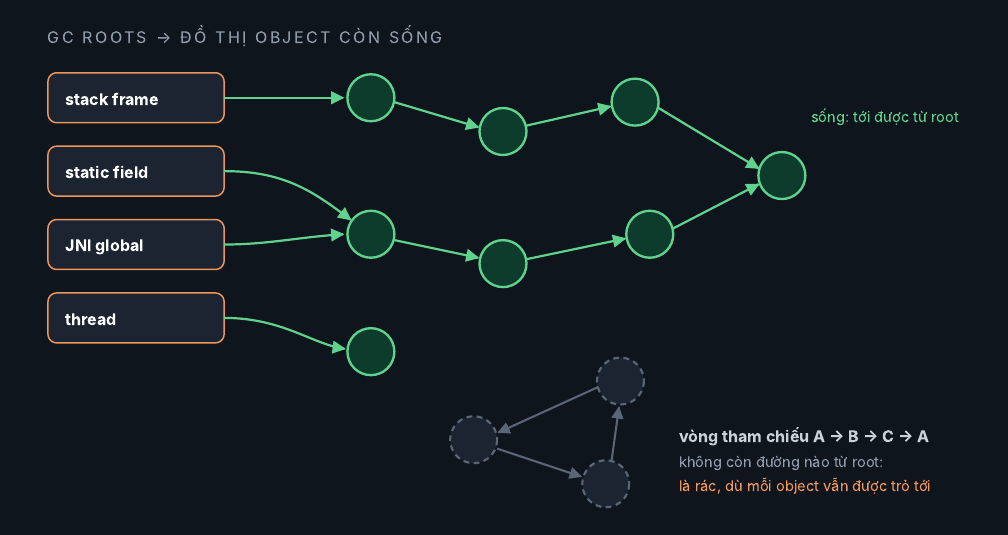 GC ROOTS → ĐỒ THỊ OBJECT CÒN SỐNG
stack frame
sống: tới được từ root
static field
JNI global
thread
vòng tham chiếu A → B → C → A
không còn đường nào từ root:
là rác, dù mỗi object vẫn được trỏ tới